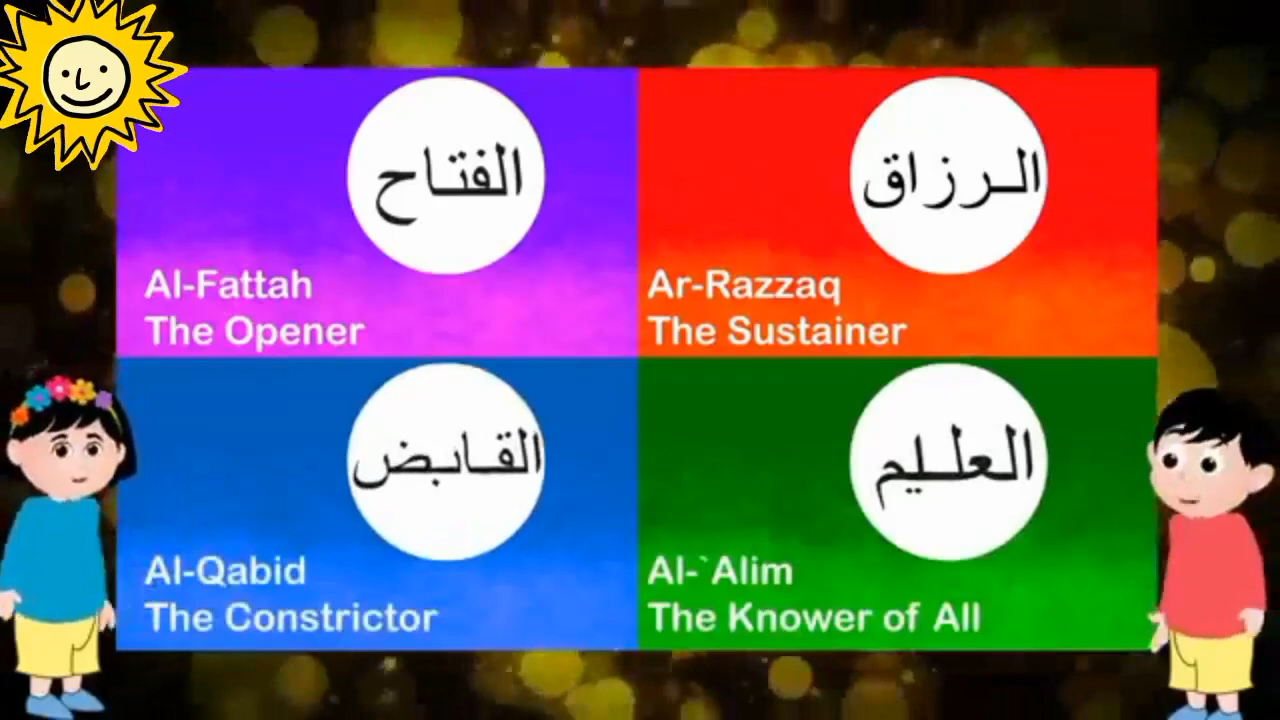 الفتاح
Al-Fattah
The Opener
الرزاق
Ar-Razzaq
The Sustainer
القابض
Al-Qabid
The Constrictor
العليم
Al-`Alim
The Knower of All